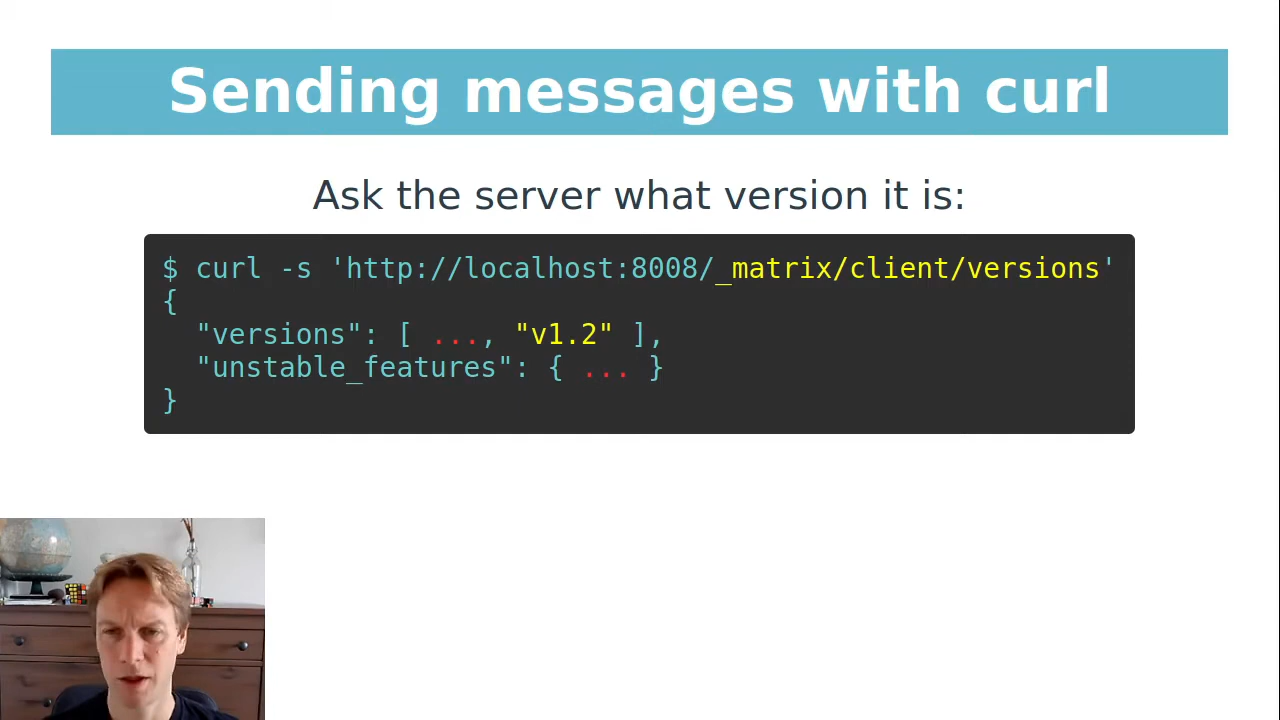 Sending messages with curl
Ask the server what version it is:
$ curl -s 'http://localhost:8008/_matrix/client/versions'
{
  "versions": [ ..., "v1.2" ],
  "unstable_features": { ... }
}